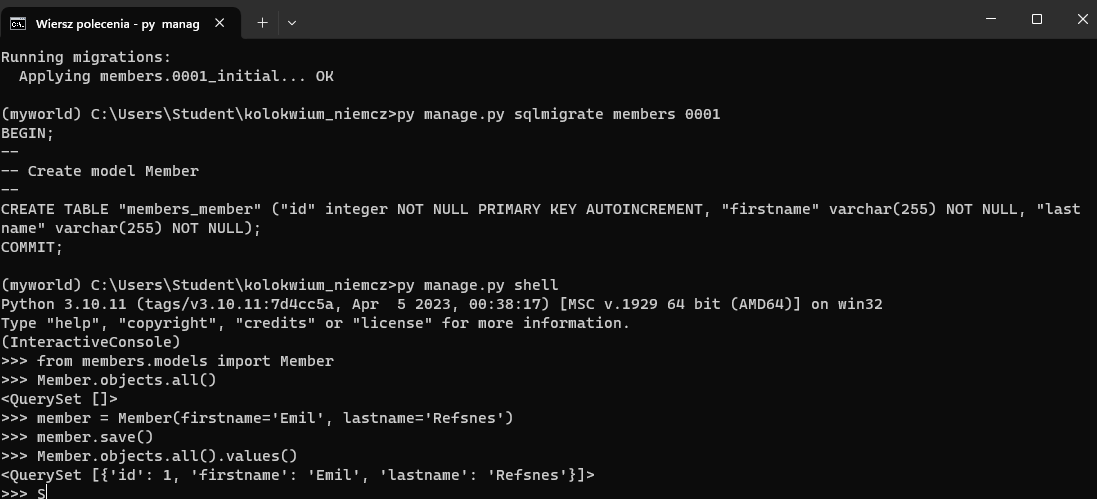 Wiersz polecenia - py manag
Running migrations:
  Applying members.0001_initial... OK
(myworld) C:\Users\Student\kolokwium_niemcz>py manage.py sqlmigrate members 0001
BEGIN;
--
-- Create model Member
--
CREATE TABLE "members_member" ("id" integer NOT NULL PRIMARY KEY AUTOINCREMENT, "firstname" varchar(255) NOT NULL, "last
name" varchar(255) NOT NULL);
COMMIT;
(myworld) C:\Users\Student\kolokwium_niemcz>py manage.py shell
Python 3.10.11 (tags/v3.10.11:7d4cc5a, Apr  5 2023, 00:38:17) [MSC v.1929 64 bit (AMD64)] on win32
Type "help", "copyright", "credits" or "license" for more information.
(InteractiveConsole)
>>> from members.models import Member
>>> Member.objects.all()
<QuerySet []>
>>> member = Member(firstname='Emil', lastname='Refsnes')
>>> member.save()
>>> Member.objects.all().values()
<QuerySet [{'id': 1, 'firstname': 'Emil', 'lastname': 'Refsnes'}]>
>>> S